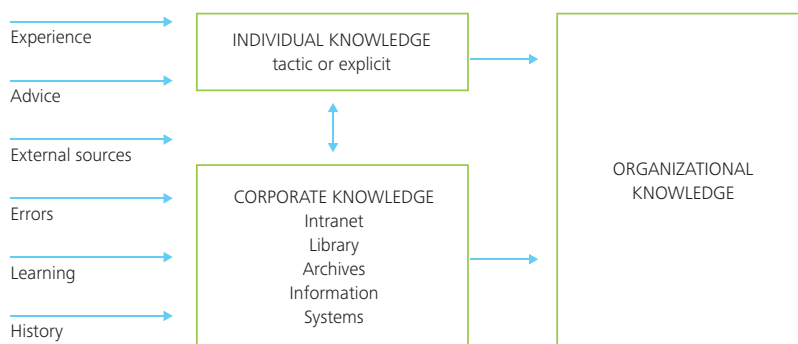 Experience
Advice
External sources
Errors
Learning
History
INDIVIDUAL KNOWLEDGE
tactic or explicit
CORPORATE KNOWLEDGE
Intranet
Library
Archives
Information
Systems
ORGANIZATIONAL
KNOWLEDGE